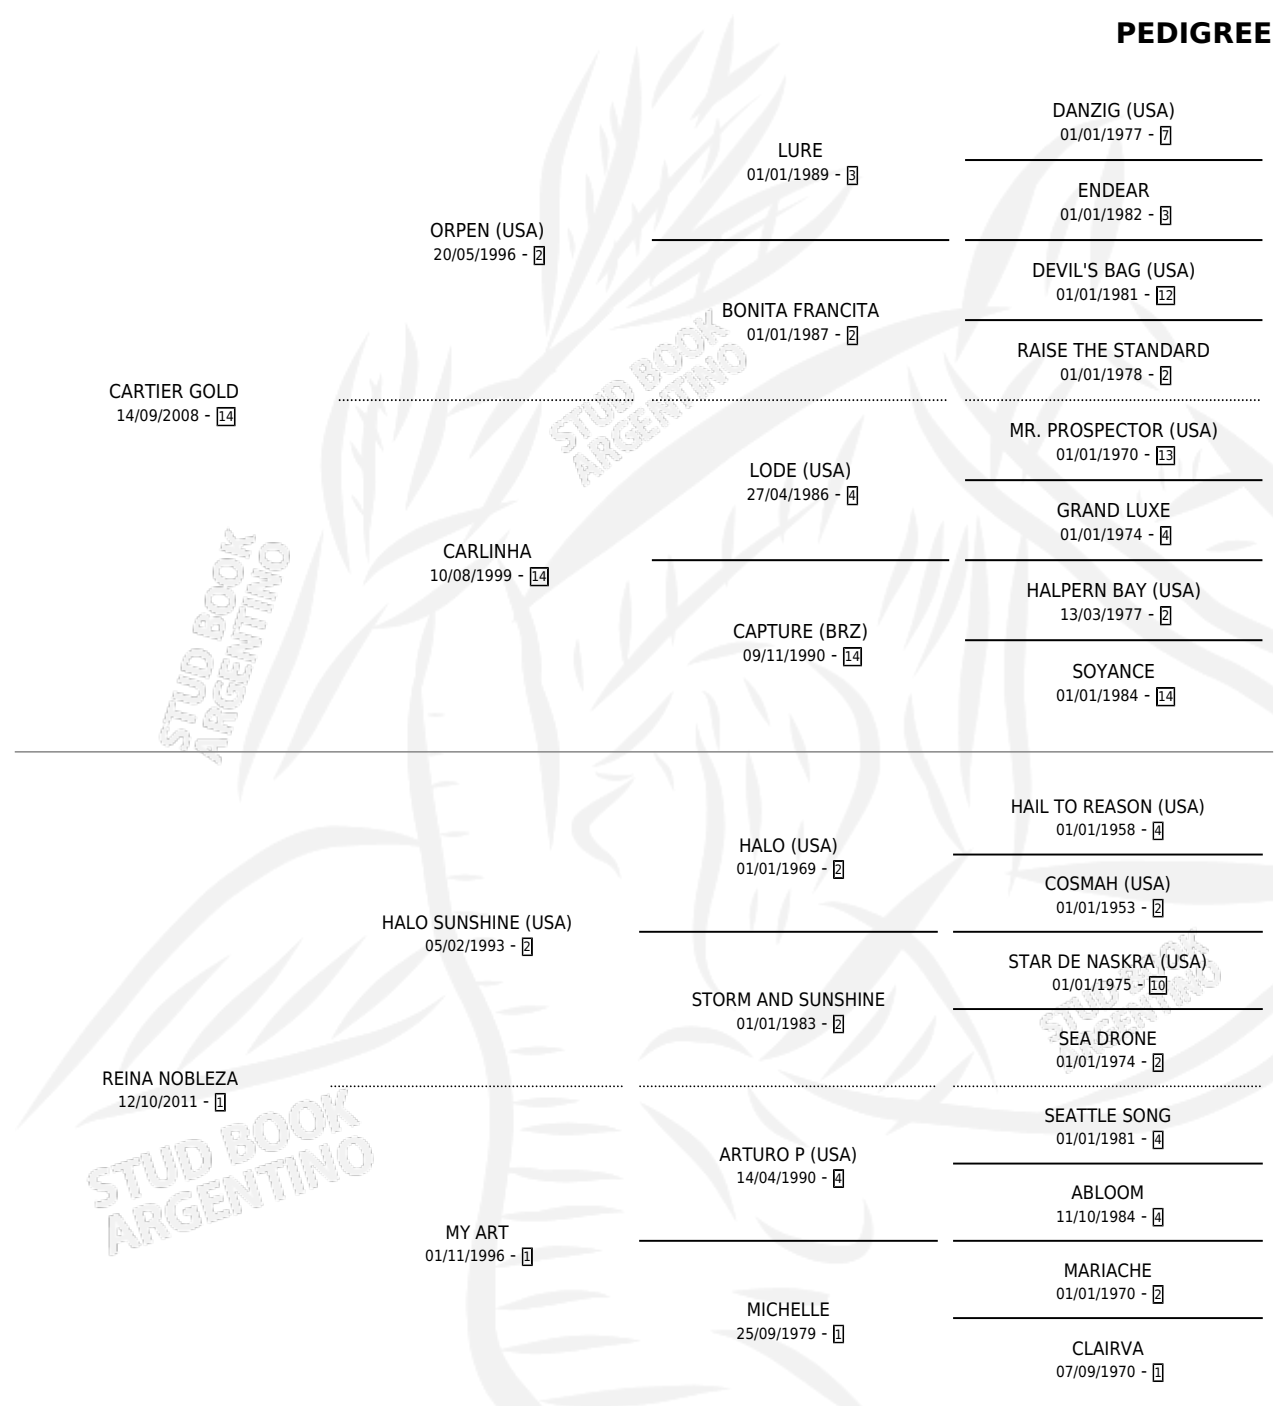 PEDIGREE
DANZIG (USA)
01/01/1977 - 7
LURE
01/01/1989 - 3
ENDEAR
01/01/1982 - 3
ORPEN (USA)
20/05/1996 - 2
DEVIL'S BAG (USA)
01/01/1981 - 12
BONITA FRANCITA
01/01/1987 - 2
RAISE THE STANDARD
01/01/1978 - 2
CARTIER GOLD
14/09/2008 - 14
STUD BOOK
ARGENTINO
MR. PROSPECTOR (USA)
01/01/1970 - 13
LODE (USA)
27/04/1986 - 4
GRAND LUXE
01/01/1974 - 4
CARLINHA
10/08/1999 - 14
HALPERN BAY (USA)
13/03/1977 - 2
CAPTURE (BRZ)
09/11/1990 - 14
SOYANCE
01/01/1984 - 14
STUD BOOK
ARGENTINO
HAIL TO REASON (USA)
01/01/1958 - 4
HALO (USA)
01/01/1969 - 2
COSMAH (USA)
01/01/1953 - 2
HALO SUNSHINE (USA)
05/02/1993 - 2
STAR DE NASKRA (USA)
01/01/1975 - 10
STORM AND SUNSHINE
01/01/1983 - 2
STUD BOOK
ARGENTINO
SEA DRONE
01/01/1974 - 2
REINA NOBLEZA
12/10/2011 - 1
SEATTLE SONG
01/01/1981 - 4
STUD BOOK
ARGENTINO
ARTURO P (USA)
14/04/1990 - 4
ABLOOM
11/10/1984 - 4
MY ART
01/11/1996 - 1
MARIACHE
01/01/1970 - 2
MICHELLE
25/09/1979 - 1
CLAIRVA
07/09/1970 - 1